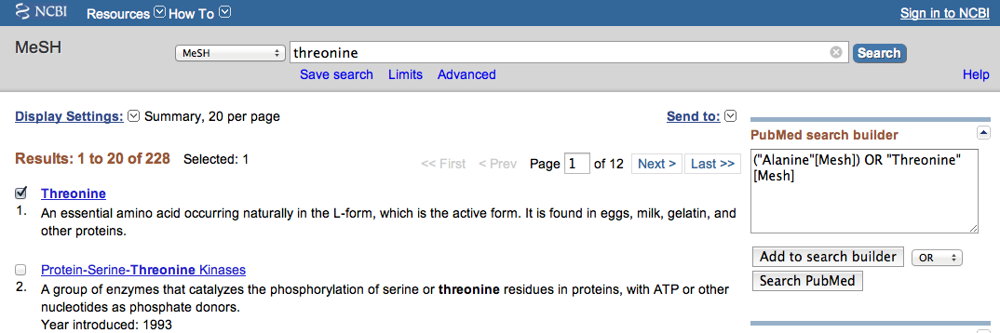 NCBI Resources How To Sign in to NCBI
MeSH MeSH threonine Search
Save search Limits Advanced Help
Display Settings: Summary, 20 per page Send to:
PubMed search builder
Results: 1 to 20 of 228 Selected: 1 << First < Prev Page 1 of 12 Next > Last >>
("Alanine"[Mesh]) OR "Threonine"
[Mesh]
Threonine
1. An essential amino acid occurring naturally in the L-form, which is the active form. It is found in eggs, milk, gelatin, and
other proteins.
Add to search builder OR
Search PubMed
Protein-Serine-Threonine Kinases
2. A group of enzymes that catalyzes the phosphorylation of serine or threonine residues in proteins, with ATP or other
nucleotides as phosphate donors.
Year introduced: 1993